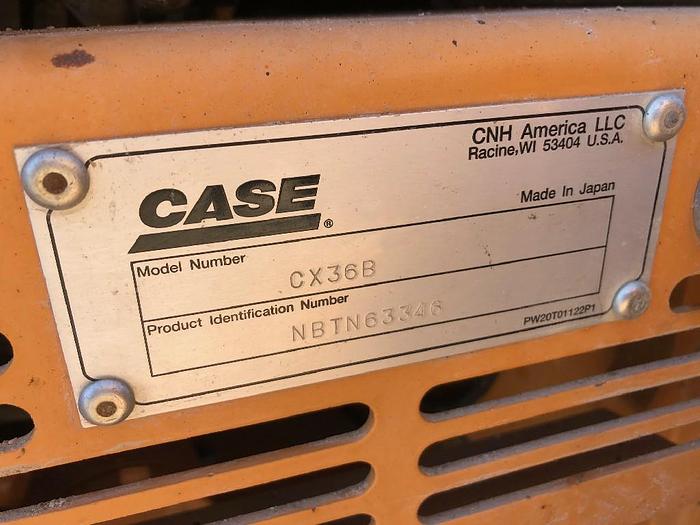 CNH America LLC
Racine,WI 53404 U.S.A.
CASE®
Made In Japan
Model Number
CX36B
Product Identification Number
NBTN63346
PW20T01122P1